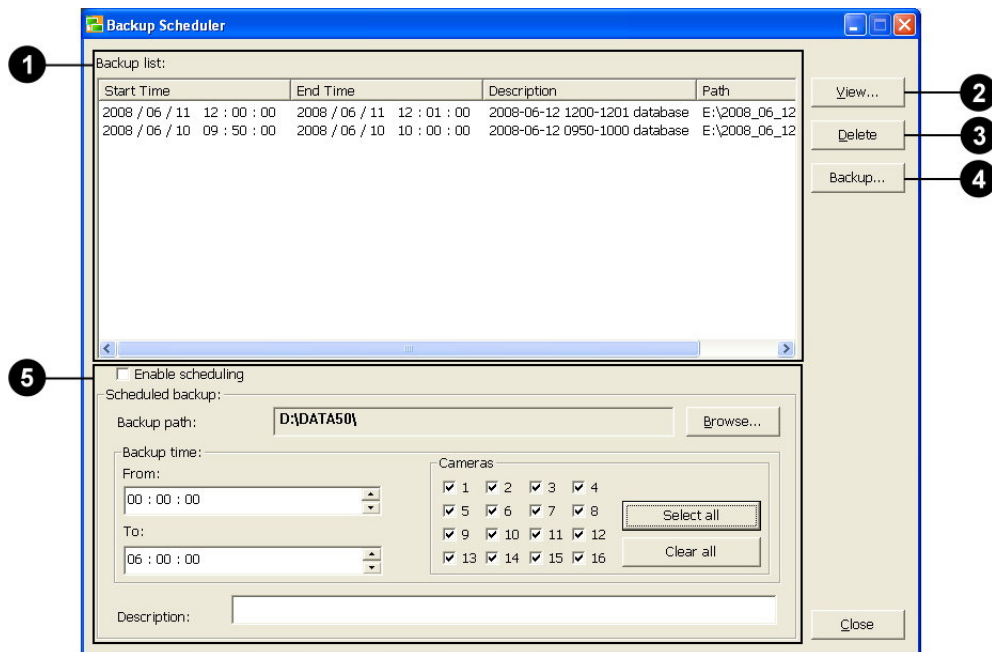 Backup Scheduler
1
Backup list:
Start Time End Time Description Path
2008 / 06 / 11 12 : 00 : 00 2008 / 06 / 11 12 : 01 : 00 2008-06-12 1200-1201 database E:\2008_06_12
2008 / 06 / 10 09 : 50 : 00 2008 / 06 / 10 10 : 00 : 00 2008-06-12 0950-1000 database E:\2008_06_12
View... 2
Delete 3
Backup... 4
5
Enable scheduling
Scheduled backup:
Backup path: D:\DATA50\ Browse...
Backup time:
From:
00 : 00 : 00
To:
06 : 00 : 00
Cameras
1 2 3 4
5 6 7 8
9 10 11 12
13 14 15 16
Select all
Clear all
Description:
Close